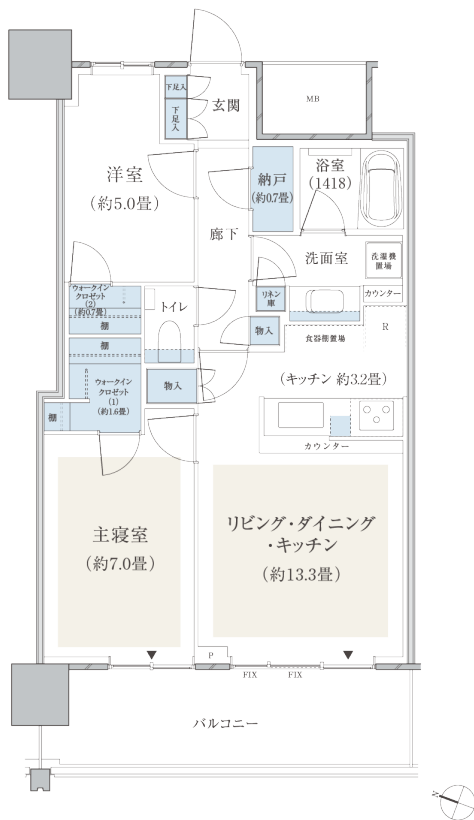 MB
下足入
下足入
玄関
洋室
(約5.0畳)
納戸
(約0.7畳)
浴室
(1418)
廊下
洗面室
洗濯機
置場
カウンター
ウォークイン
クロゼット
(2)
(約0.7畳)
棚
トイレ
リネン
庫
物入
食器棚置場
R
棚
ウォークイン
クロゼット
(1)
(約1.6畳)
棚
物入
(キッチン 約3.2畳)
カウンター
主寝室
(約7.0畳)
リビング・ダイニング
・キッチン
(約13.3畳)
P
FIX
FIX
バルコニー
N